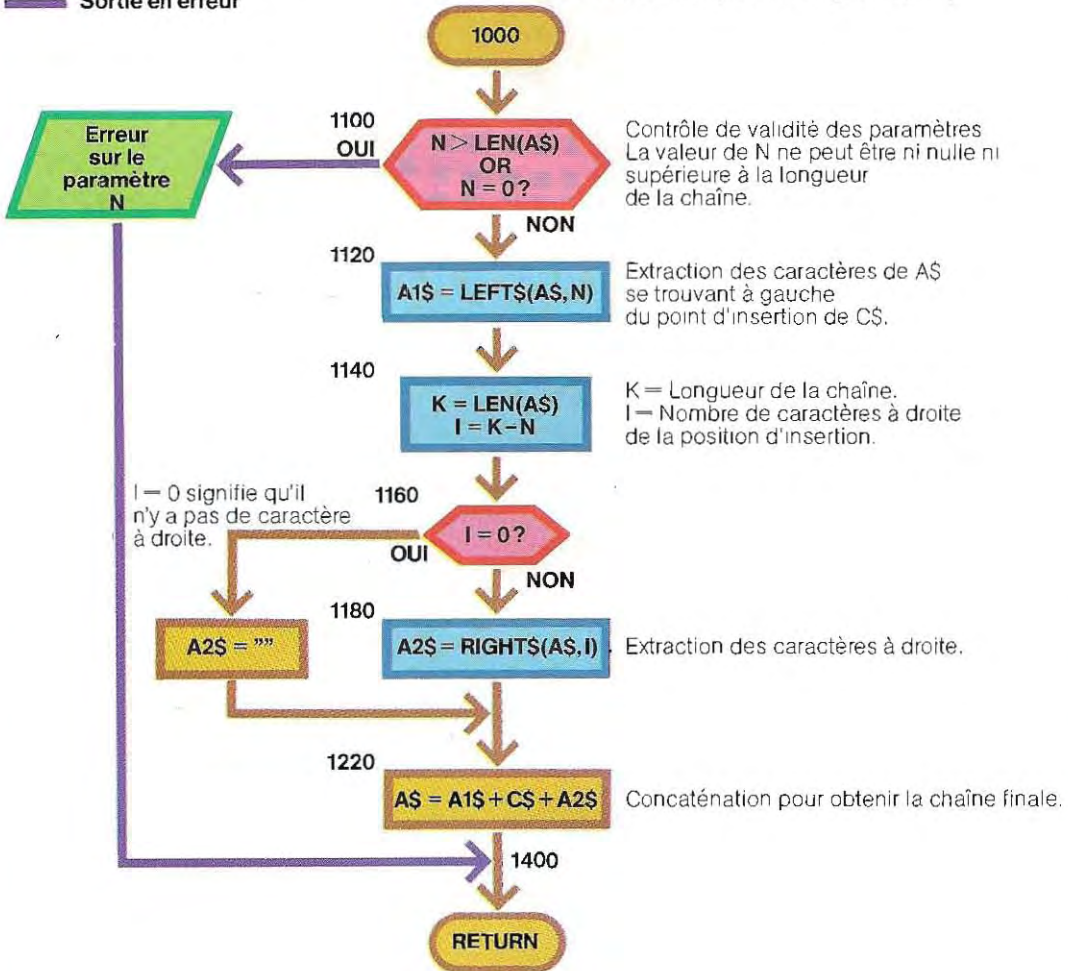 Sortie en erreur
1000
Erreur
sur le
paramètre
N
1100
OUI
N > LEN(A$)
OR
N = 0?
Contrôle de validité des paramètres
La valeur de N ne peut être ni nulle ni
supérieure à la longueur
de la chaîne.
NON
1120
A1$ = LEFT$(A$,N)
Extraction des caractères de A$
se trouvant à gauche
du point d'insertion de C$.
1140
K = LEN(A$)
I = K-N
K = Longueur de la chaîne.
I = Nombre de caractères à droite
de la position d'insertion.
I = 0 signifie qu'il
n'y a pas de caractère
à droite.
1160
I = 0?
OUI
NON
1180
A2$ = ""
A2$ = RIGHT$(A$,I)
Extraction des caractères à droite.
1220
A$ = A1$+C$+A2$
Concaténation pour obtenir la chaîne finale.
1400
RETURN